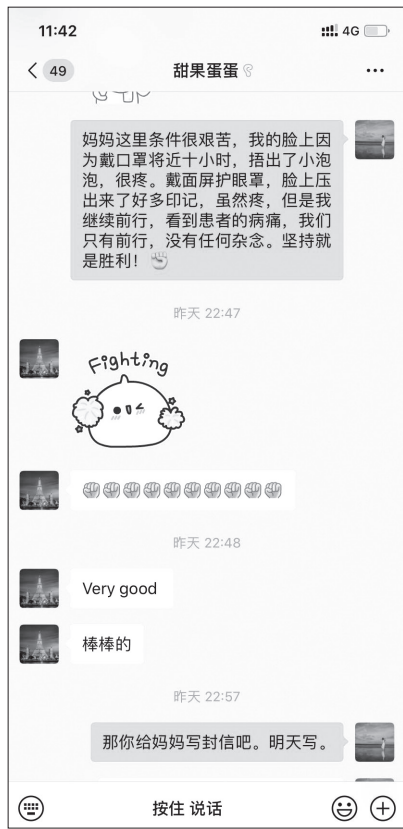 11:42
4G
49
甜果蛋蛋
妈妈这里条件很艰苦，我的脸上因
为戴口罩将近十小时，捂出了小泡
泡，很疼。戴面屏护眼罩，脸上压
出来了好多印记，虽然疼，但是我
继续前行，看到患者的病痛，我们
只有前行，没有任何杂念。坚持就
是胜利！✊
昨天 22:47
Fighting
✊✊✊✊✊✊✊✊✊✊
昨天 22:48
Very good
棒棒的
昨天 22:57
那你给妈妈写封信吧。明天写。
按住 说话